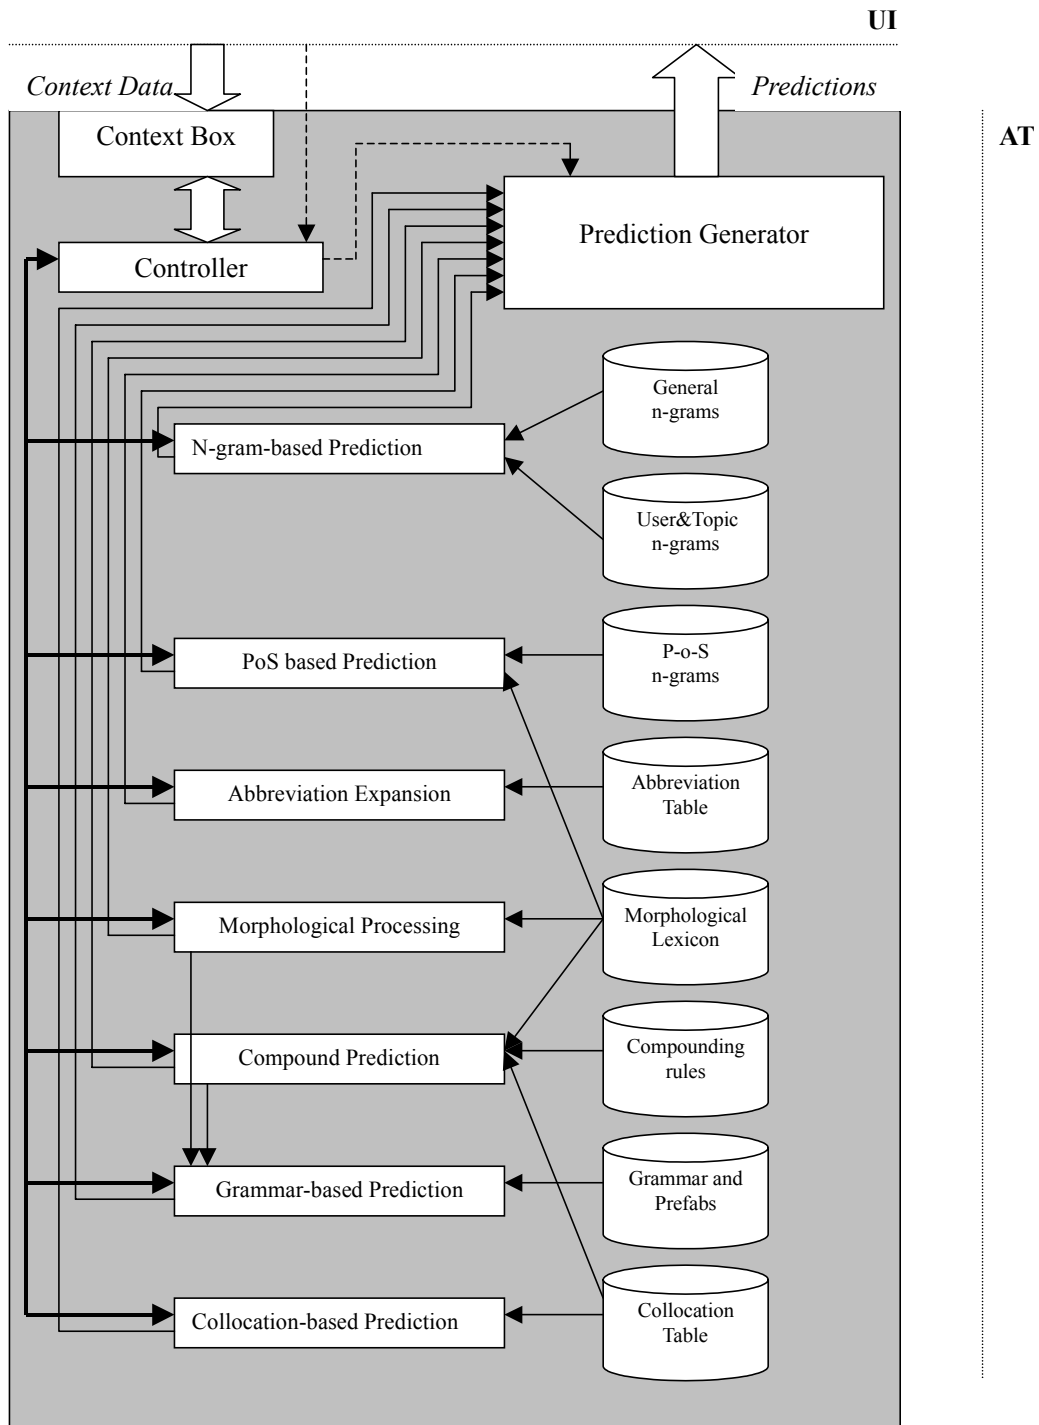 UI
Context Data
Predictions
AT
Context Box
Prediction Generator
Controller
General
n-grams
N-gram-based Prediction
User&Topic
n-grams
P-o-S
n-grams
PoS based Prediction
Abbreviation
Table
Abbreviation Expansion
Morphological
Lexicon
Morphological Processing
Compounding
rules
Compound Prediction
Grammar and
Prefabs
Grammar-based Prediction
Collocation
Table
Collocation-based Prediction